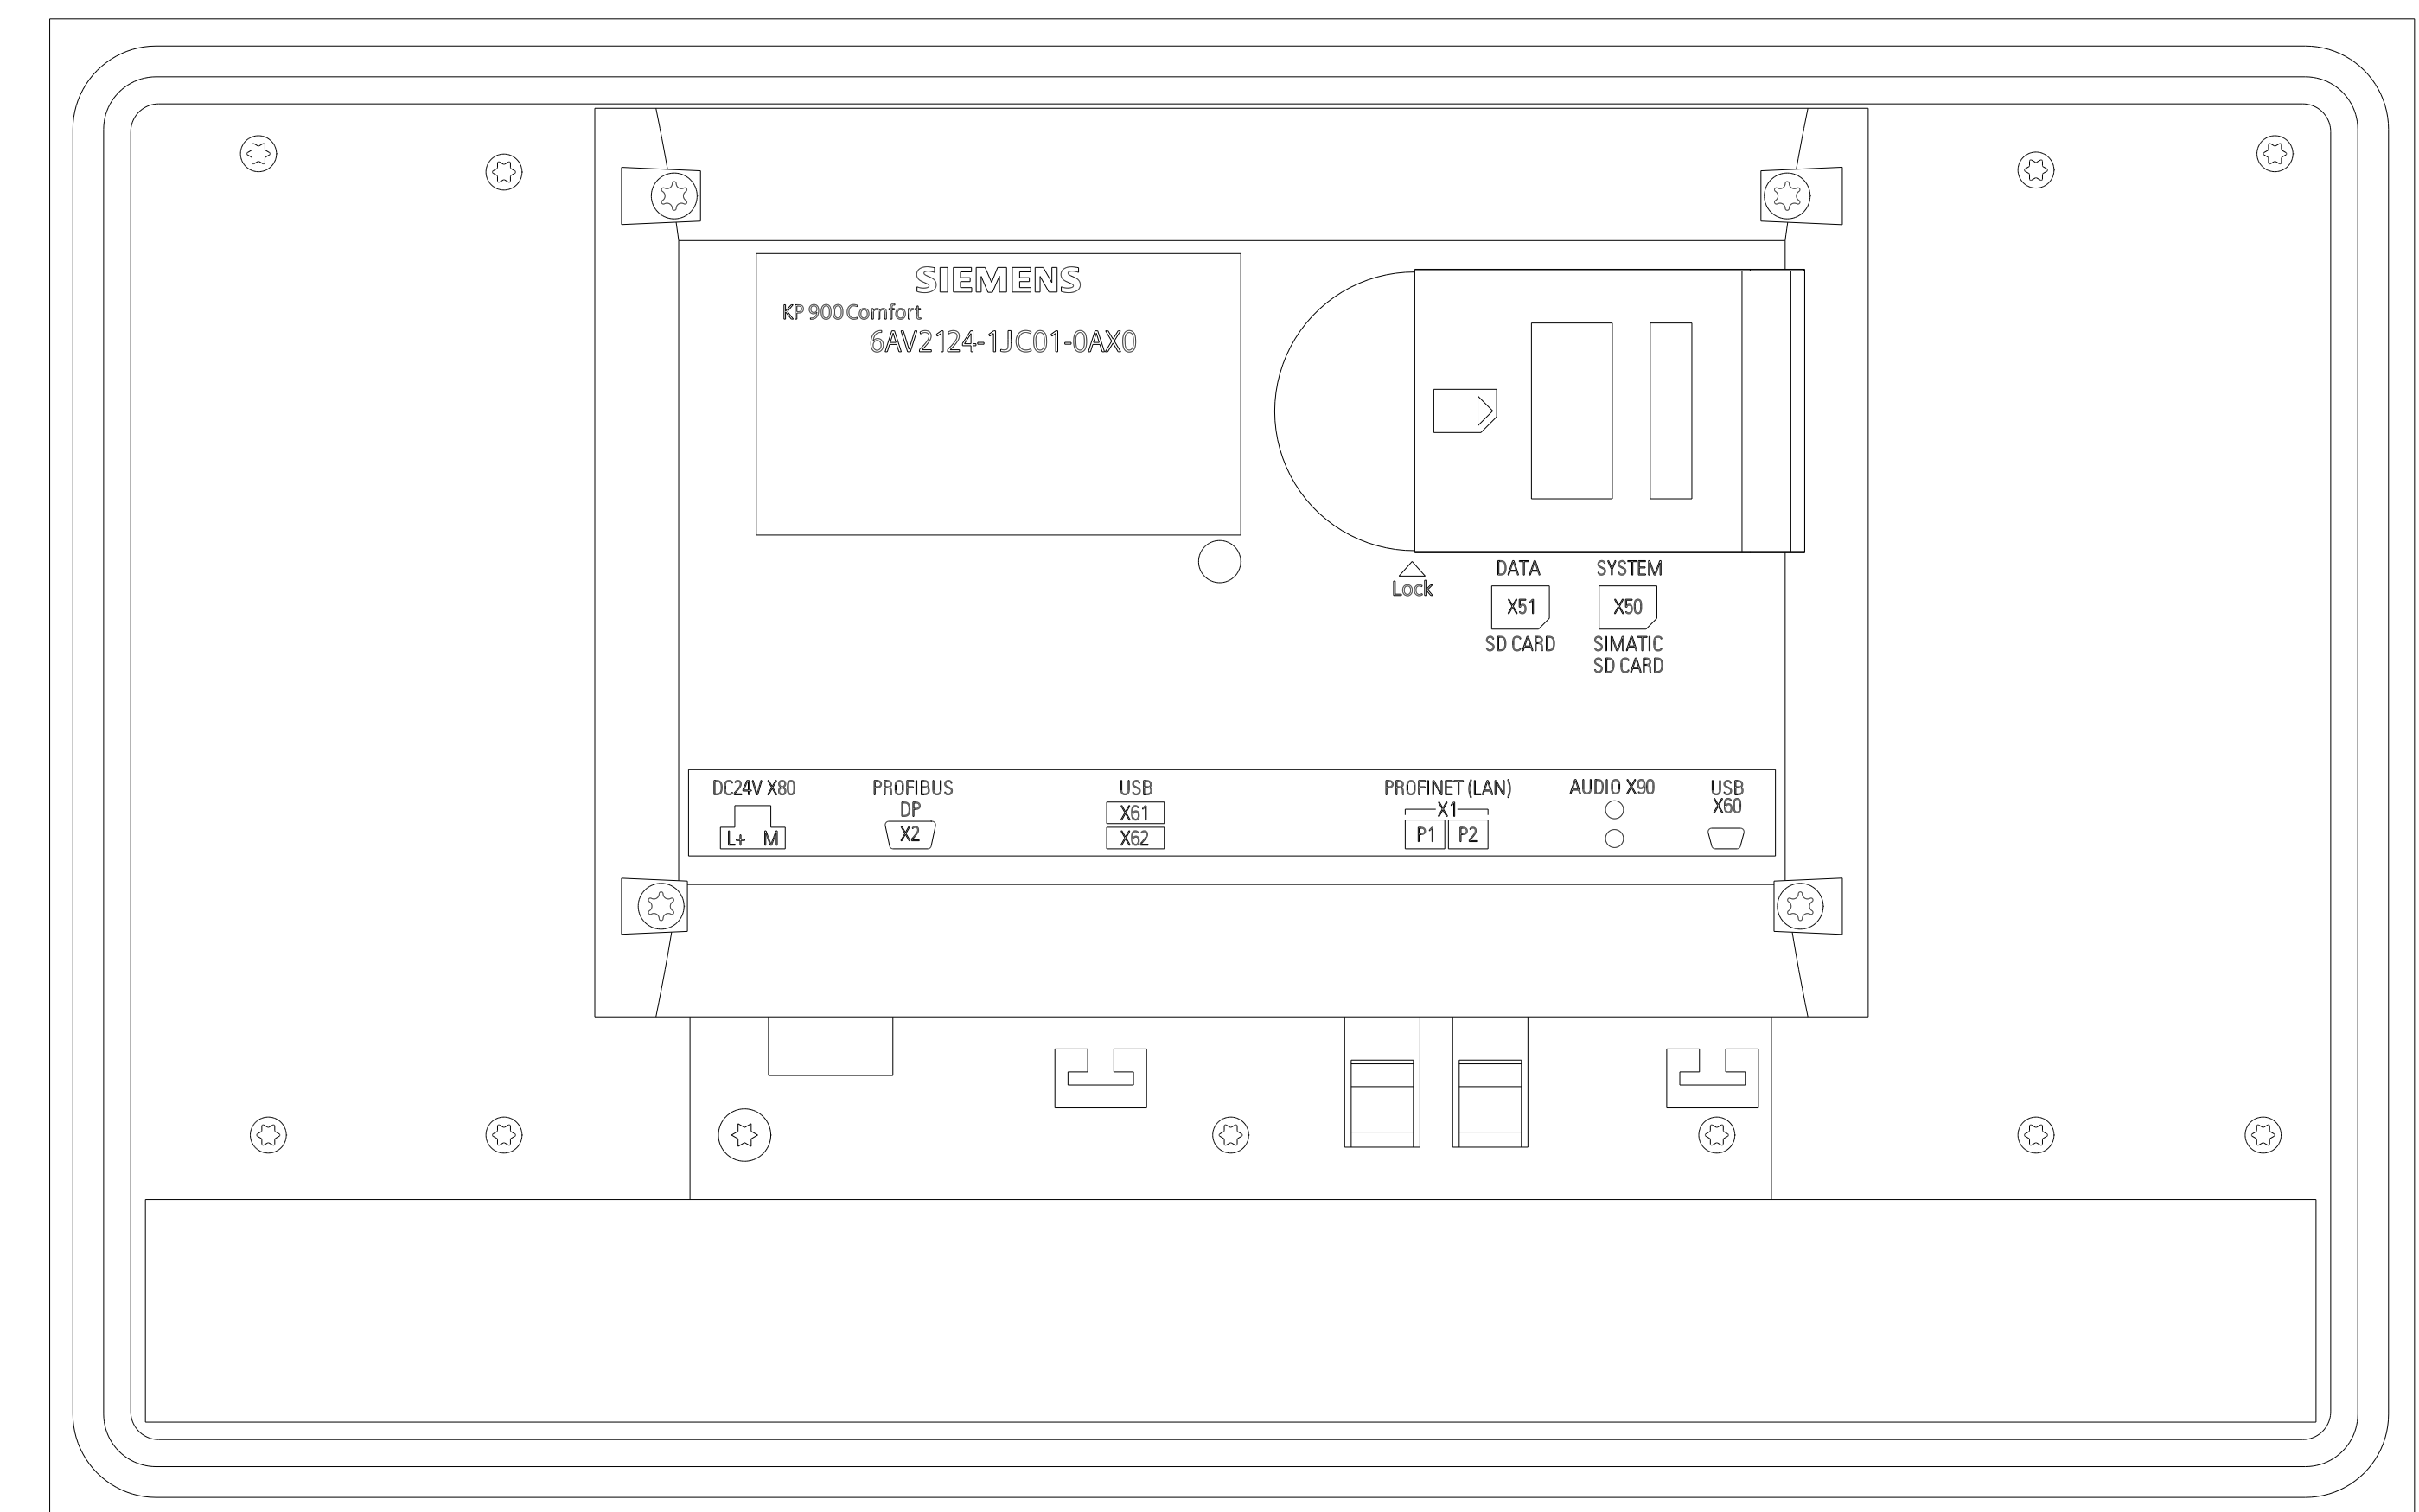 SIEMENS
KP 900 Comfort
6AV2124-1JC01-0AX0
Lock
DATA
X51
SD CARD
SYSTEM
X50
SIMATIC
SD CARD
DC24V X80
L+ M
PROFIBUS
DP
X2
USB
X61
X62
PROFINET (LAN)
X1
P1 P2
AUDIO X90
USB
X60